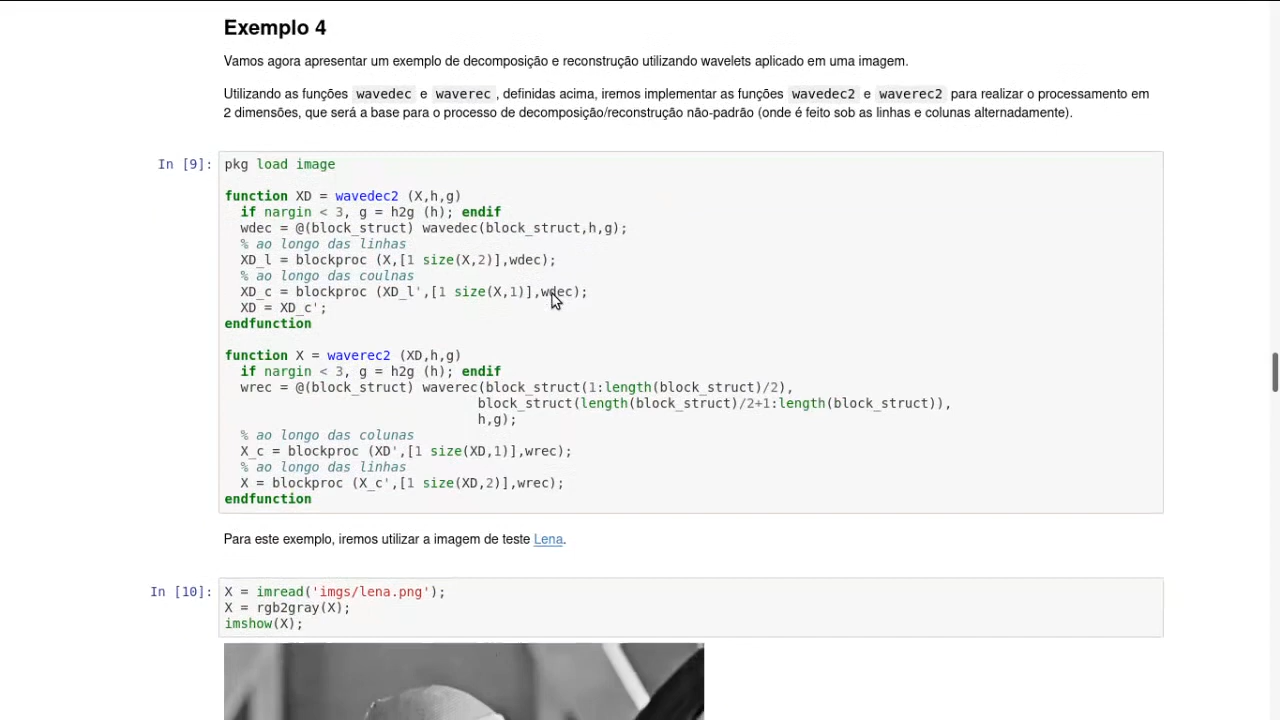 Exemplo 4
Vamos agora apresentar um exemplo de decomposição e reconstrução utilizando wavelets aplicado em uma imagem.
Utilizando as funções wavedec e waverec , definidas acima, iremos implementar as funções wavedec2 e waverec2 para realizar o processamento em
2 dimensões, que será a base para o processo de decomposição/reconstrução não-padrão (onde é feito sob as linhas e colunas alternadamente).
In [9]: pkg load image
function XD = wavedec2 (X,h,g)
if nargin < 3, g = h2g (h); endif
wdec = @(block_struct) wavedec(block_struct,h,g);
% ao longo das linhas
XD_l = blockproc (X,[1 size(X,2)],wdec);
% ao longo das coulnas
XD_c = blockproc (XD_l',[1 size(X,1)],wdec);
XD = XD_c';
endfunction
function X = waverec2 (XD,h,g)
if nargin < 3, g = h2g (h); endif
wrec = @(block_struct) waverec(block_struct(1:length(block_struct)/2),
block_struct(length(block_struct)/2+1:length(block_struct)),
h,g);
% ao longo das colunas
X_c = blockproc (XD',[1 size(XD,1)],wrec);
% ao longo das linhas
X = blockproc (X_c',[1 size(XD,2)],wrec);
endfunction
Para este exemplo, iremos utilizar a imagem de teste Lena.
In [10]: X = imread('imgs/lena.png');
X = rgb2gray(X);
imshow(X);